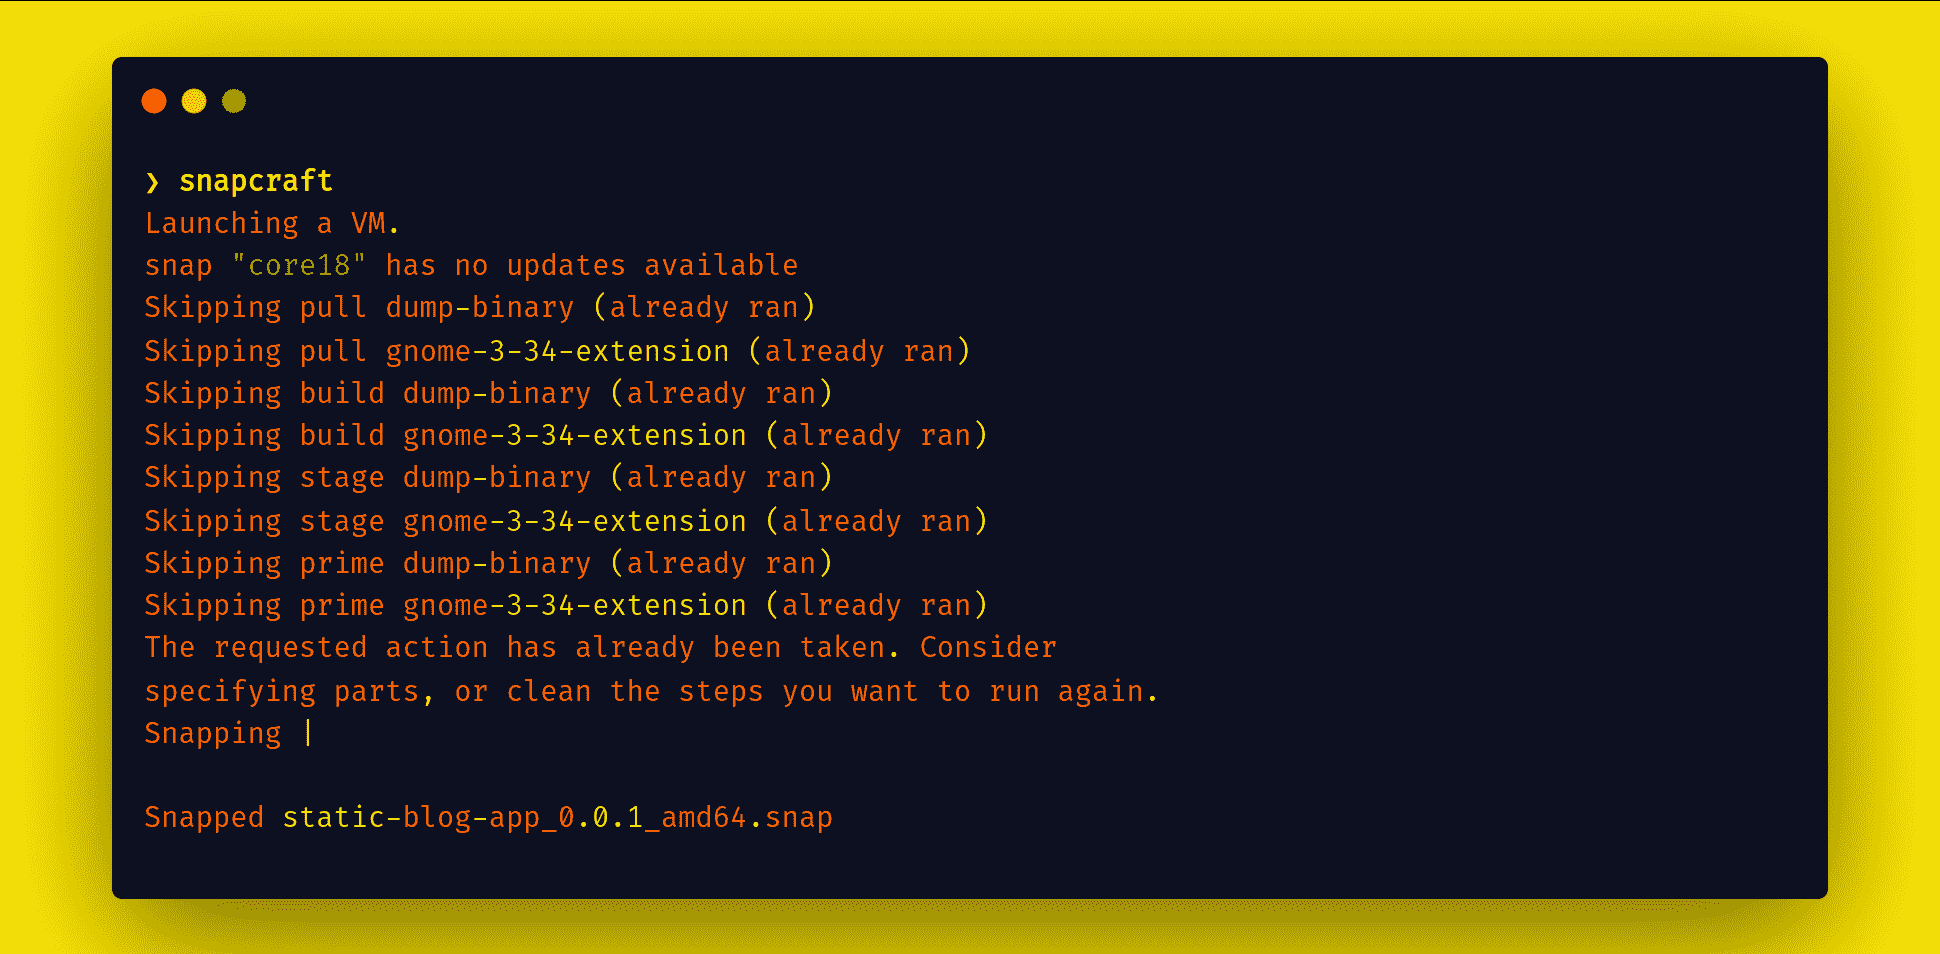 ❯ snapcraft
Launching a VM.
snap "core18" has no updates available
Skipping pull dump-binary (already ran)
Skipping pull gnome-3-34-extension (already ran)
Skipping build dump-binary (already ran)
Skipping build gnome-3-34-extension (already ran)
Skipping stage dump-binary (already ran)
Skipping stage gnome-3-34-extension (already ran)
Skipping prime dump-binary (already ran)
Skipping prime gnome-3-34-extension (already ran)
The requested action has already been taken. Consider
specifying parts, or clean the steps you want to run again.
Snapping |
Snapped static-blog-app_0.0.1_amd64.snap